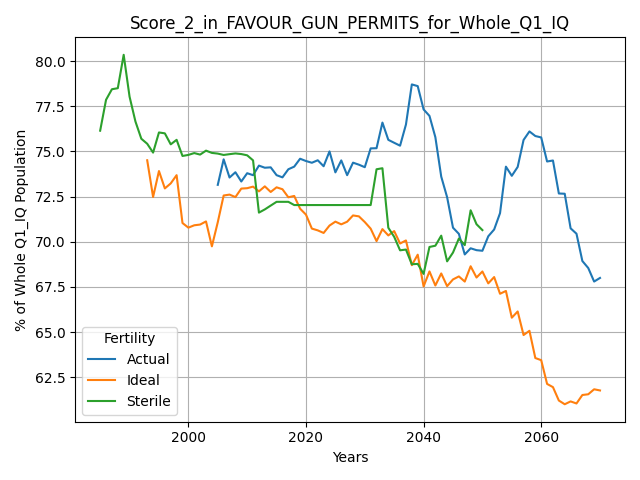 Score_2_in_FAVOUR_GUN_PERMITS_for_Whole_Q1_IQ
% of Whole Q1_IQ Population
80.0
77.5
75.0
72.5
70.0
67.5
65.0
62.5
Fertility
Actual
Ideal
Sterile
2000 2020 2040 2060
Years